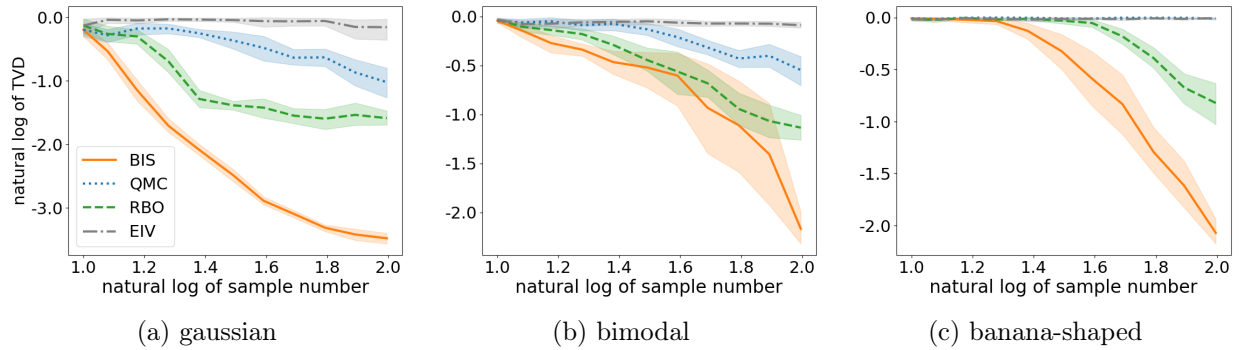 natural log of TVD
0.0
-1.0
-2.0
-3.0
BIS
QMC
RBO
EIV
1.0 1.2 1.4 1.6 1.8 2.0
natural log of sample number
(a) gaussian
0.0
-0.5
-1.0
-1.5
-2.0
1.0 1.2 1.4 1.6 1.8 2.0
natural log of sample number
(b) bimodal
0.0
-0.5
-1.0
-1.5
-2.0
1.0 1.2 1.4 1.6 1.8 2.0
natural log of sample number
(c) banana-shaped